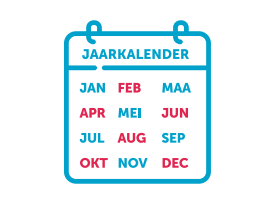 JAARKALENDER
JAN FEB MAA
APR MEI JUN
JUL AUG SEP
OKT NOV DEC